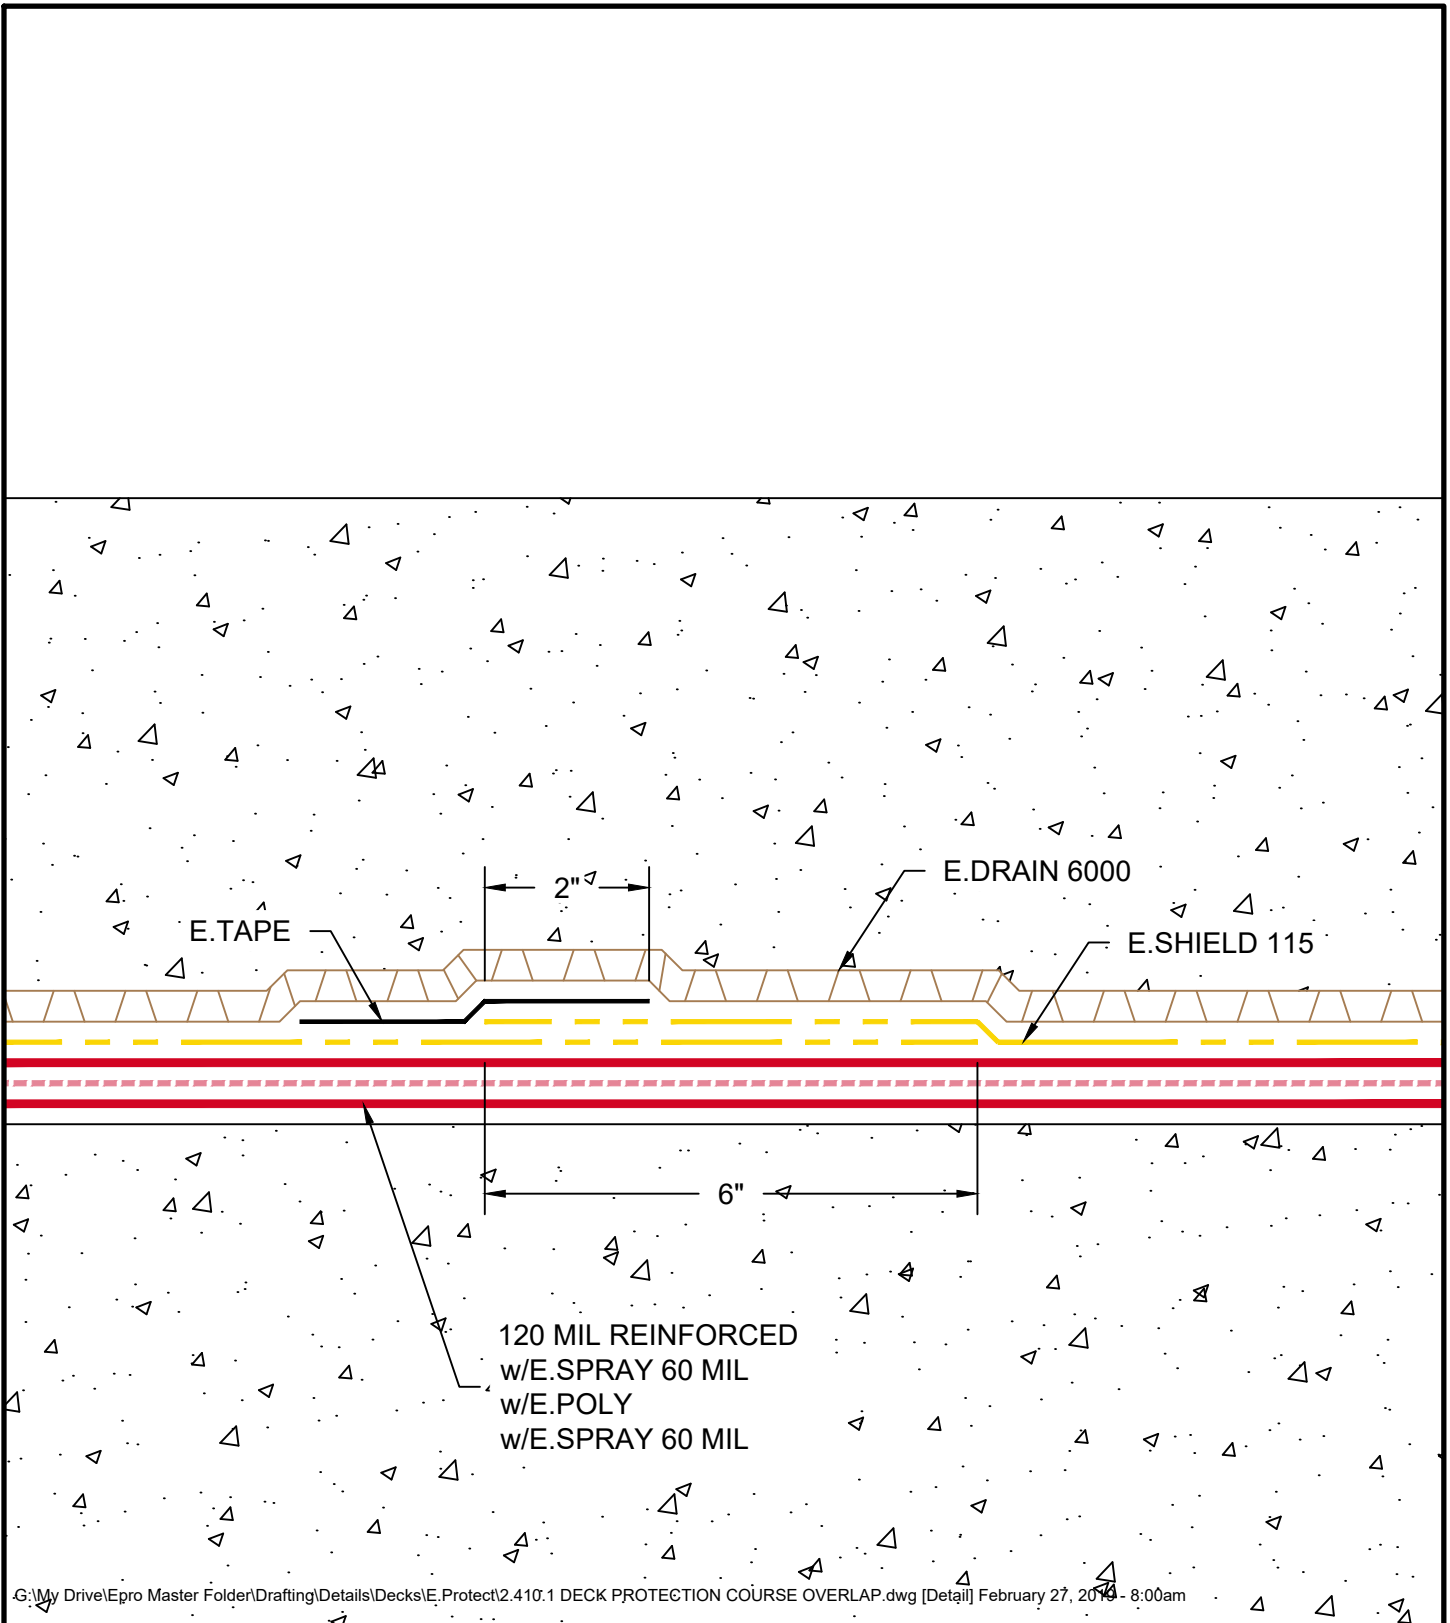 2"
E.DRAIN 6000
E.TAPE
E.SHIELD 115
6"
120 MIL REINFORCED
w/E.SPRAY 60 MIL
w/E.POLY
w/E.SPRAY 60 MIL
G:\My Drive\Epro Master Folder\Drafting\Details\Decks\E.Protect\2.410.1 DECK PROTECTION COURSE OVERLAP.dwg [Detail] February 27, 2019 - 8:00am